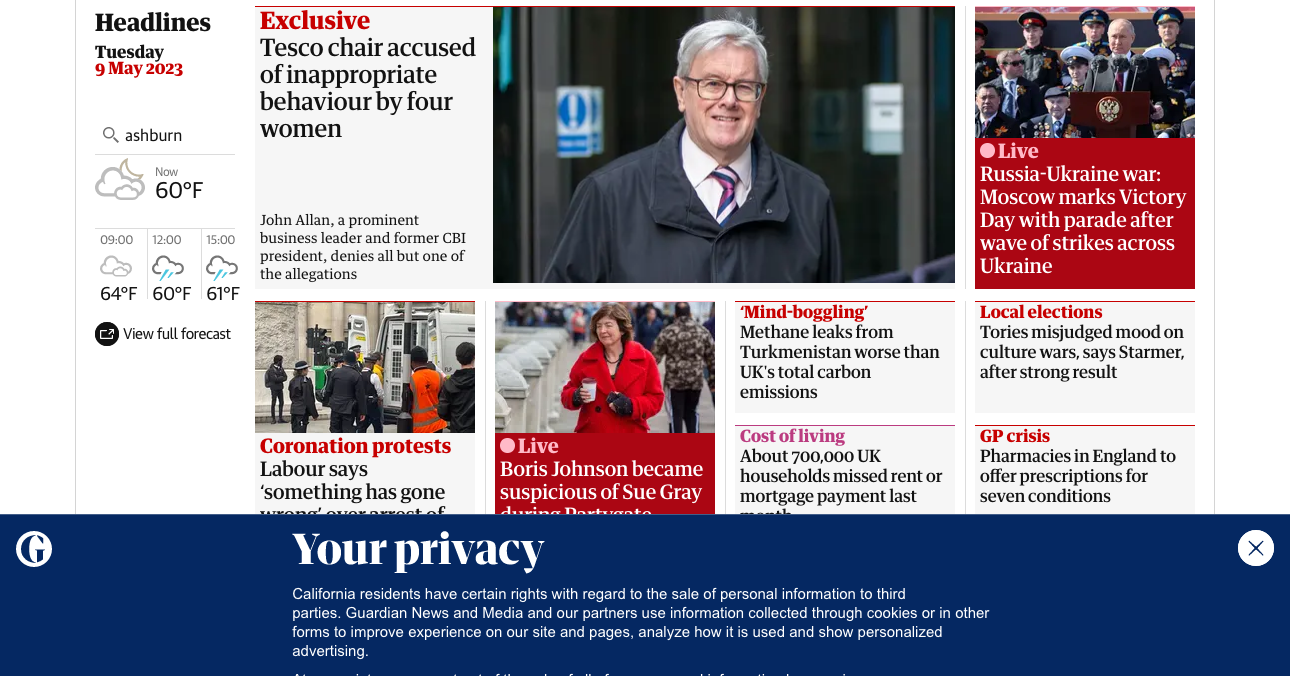 Headlines
Tuesday
9 May 2023
ashburn
Now
60°F
09:00
12:00
15:00
64°F
60°F
61°F
View full forecast
Exclusive
Tesco chair accused
of inappropriate
behaviour by four
women
John Allan, a prominent
business leader and former CBI
president, denies all but one of
the allegations
Live
Russia-Ukraine war:
Moscow marks Victory
Day with parade after
wave of strikes across
Ukraine
Coronation protests
Labour says
‘something has gone
wrong’ over arrest of
Live
Boris Johnson became
suspicious of Sue Gray
during Partygate
‘Mind-boggling’
Methane leaks from
Turkmenistan worse than
UK's total carbon
emissions
Local elections
Tories misjudged mood on
culture wars, says Starmer,
after strong result
Cost of living
About 700,000 UK
households missed rent or
mortgage payment last
month
GP crisis
Pharmacies in England to
offer prescriptions for
seven conditions
Your privacy
California residents have certain rights with regard to the sale of personal information to third
parties. Guardian News and Media and our partners use information collected through cookies or in other
forms to improve experience on our site and pages, analyze how it is used and show personalized
advertising.